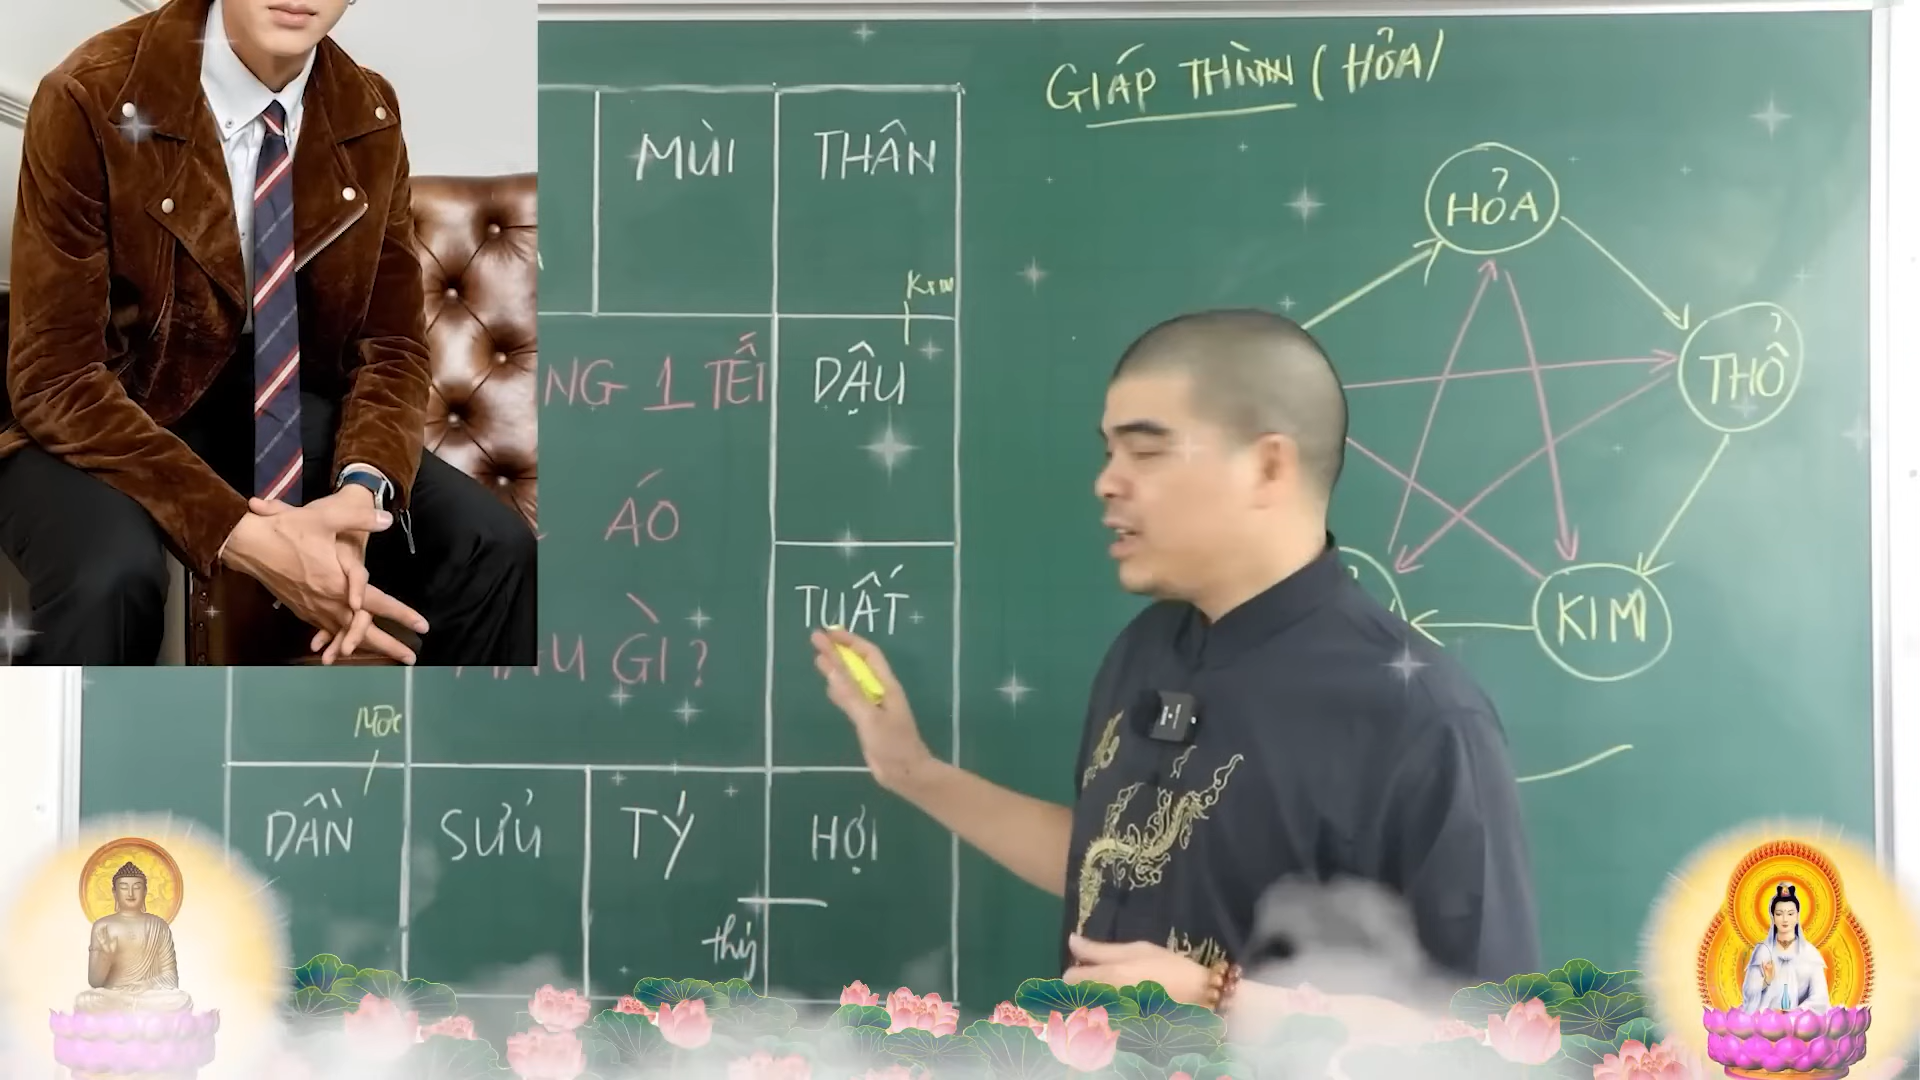 GIÁP THÌN (HỎA)
MÙI
THÂN
Kim
HỎA
THỔ
KIM
NG 1 TẾT
DẬU
ÁO
TUẤT
GÌ?
Mộc
DẦN
SỬU
TÝ
HỢI
thủy